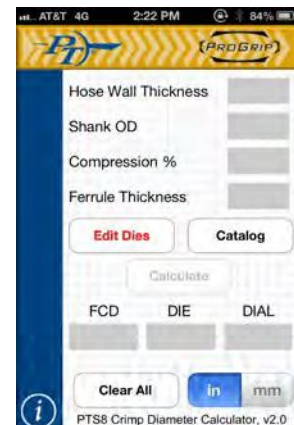 AT&T 4G 2:22 PM 84%
PT PROGRIP
Hose Wall Thickness
Shank OD
Compression %
Ferrule Thickness
Edit Dies Catalog
Calculate
FCD DIE DIAL
Clear All in mm
i
PTS8 Crimp Diameter Calculator, v2.0